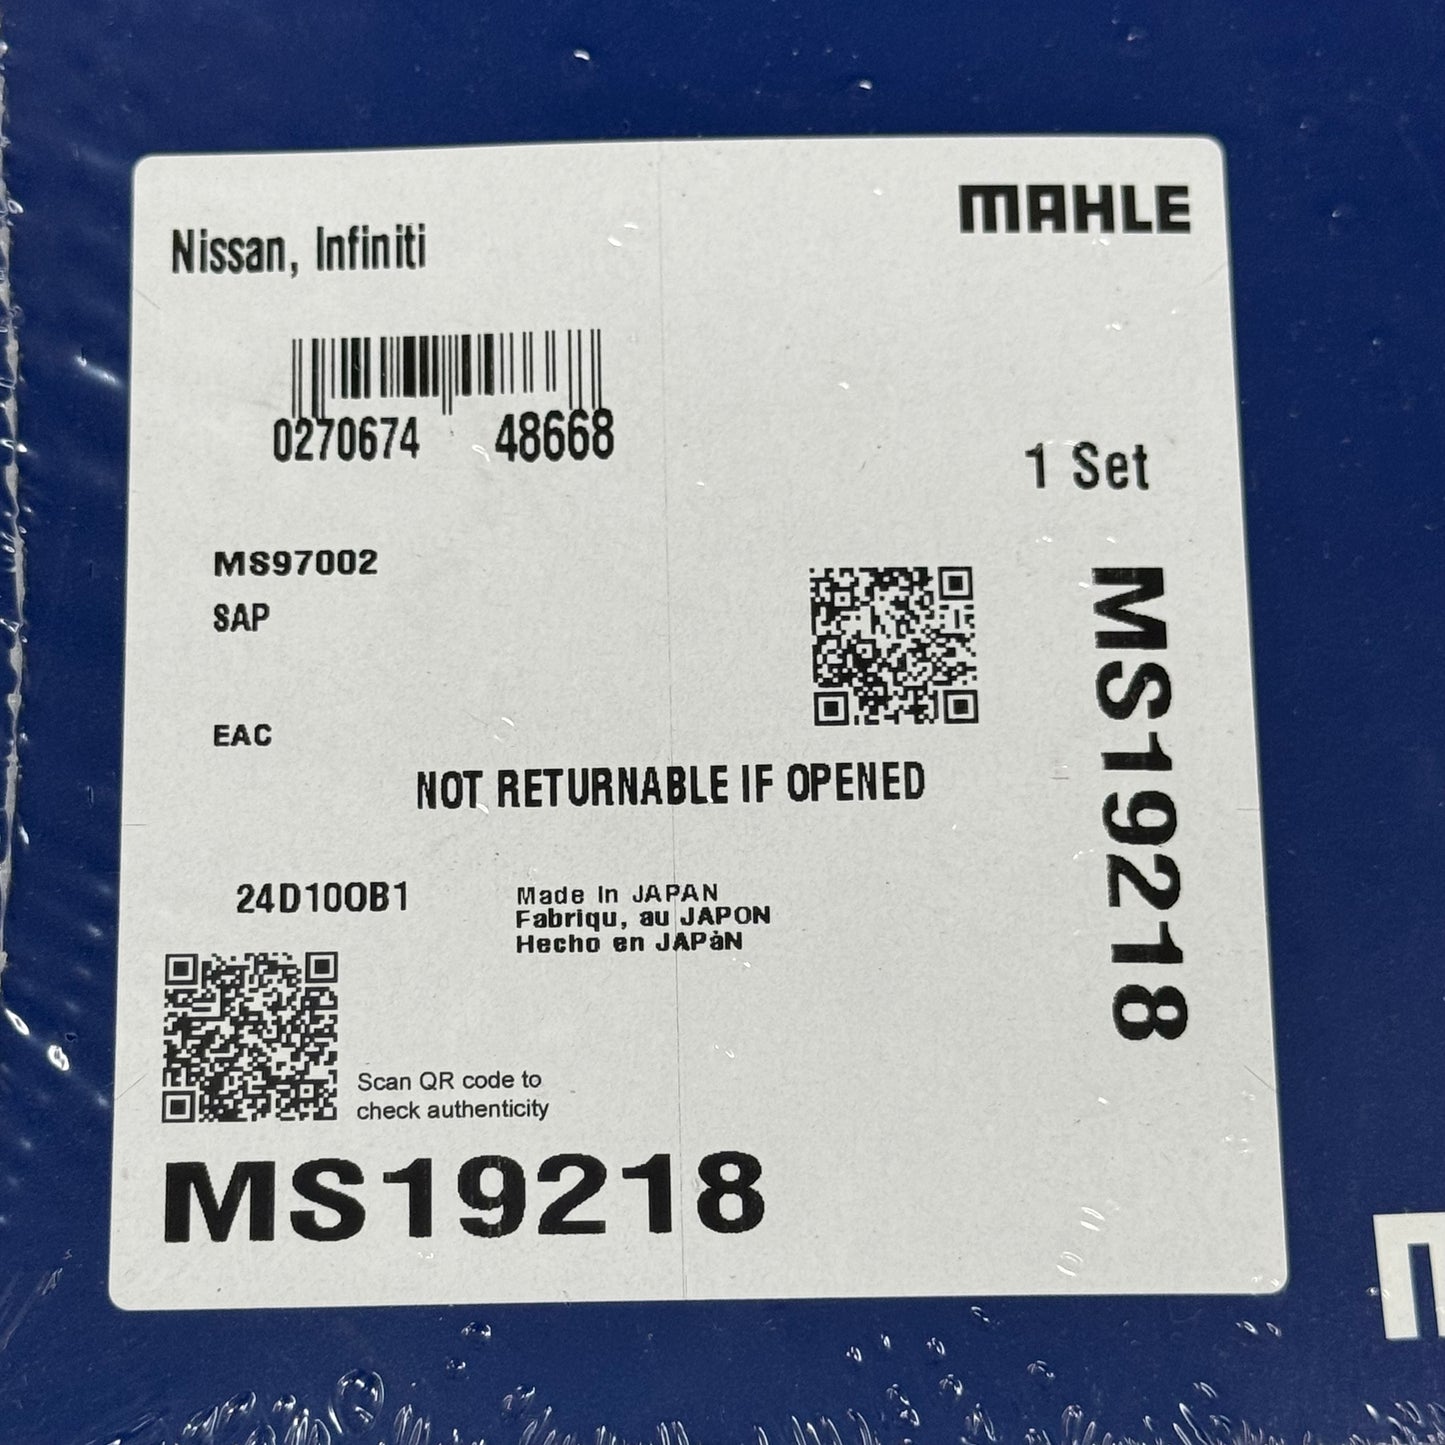 MAHLE
Nissan, Infiniti
0270674 48668
1 Set
MS97002
SAP
EAC
MS19218
NOT RETURNABLE IF OPENED
24D100B1
Made In JAPAN
Fabriqu, au JAPON
Hecho en JAPàN
Scan QR code to
check authenticity
MS19218